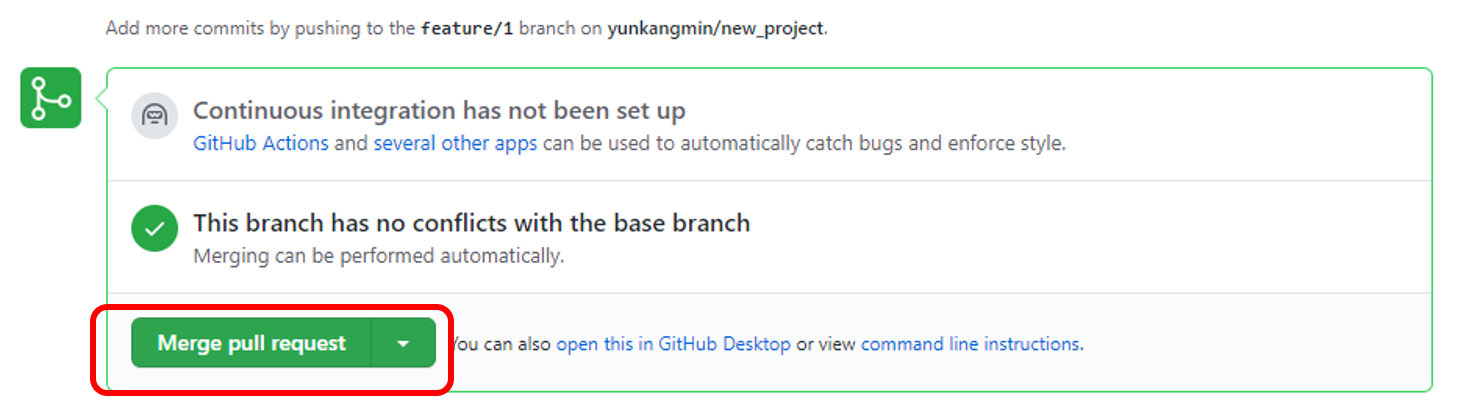 Add more commits by pushing to the feature/1 branch on yunkangmin/new_project.
Continuous integration has not been set up
GitHub Actions and several other apps can be used to automatically catch bugs and enforce style.
This branch has no conflicts with the base branch
Merging can be performed automatically.
Merge pull request You can also open this in GitHub Desktop or view command line instructions.